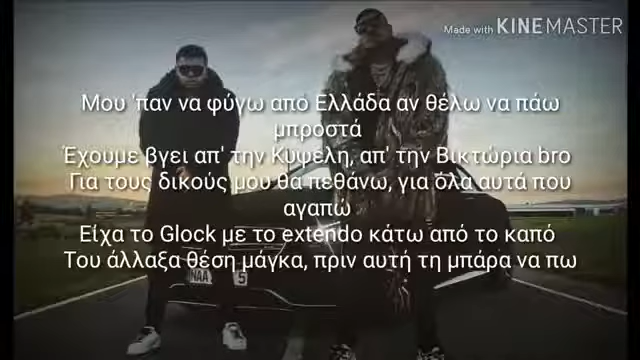 Made with KINEMASTER
Μου 'παν να φύγω από Ελλάδα αν θέλω να πάω
μπροστά
Έχουμε βγει απ' την Κυψέλη, απ' την Βικτώρια bro
Για τους δικούς μου θα πεθάνω, για όλα αυτά που
αγαπώ
Είχα το Glock με το extendo κάτω από το καπό
Του άλλαξα θέση μάγκα, πριν αυτή τη μπάρα να πω